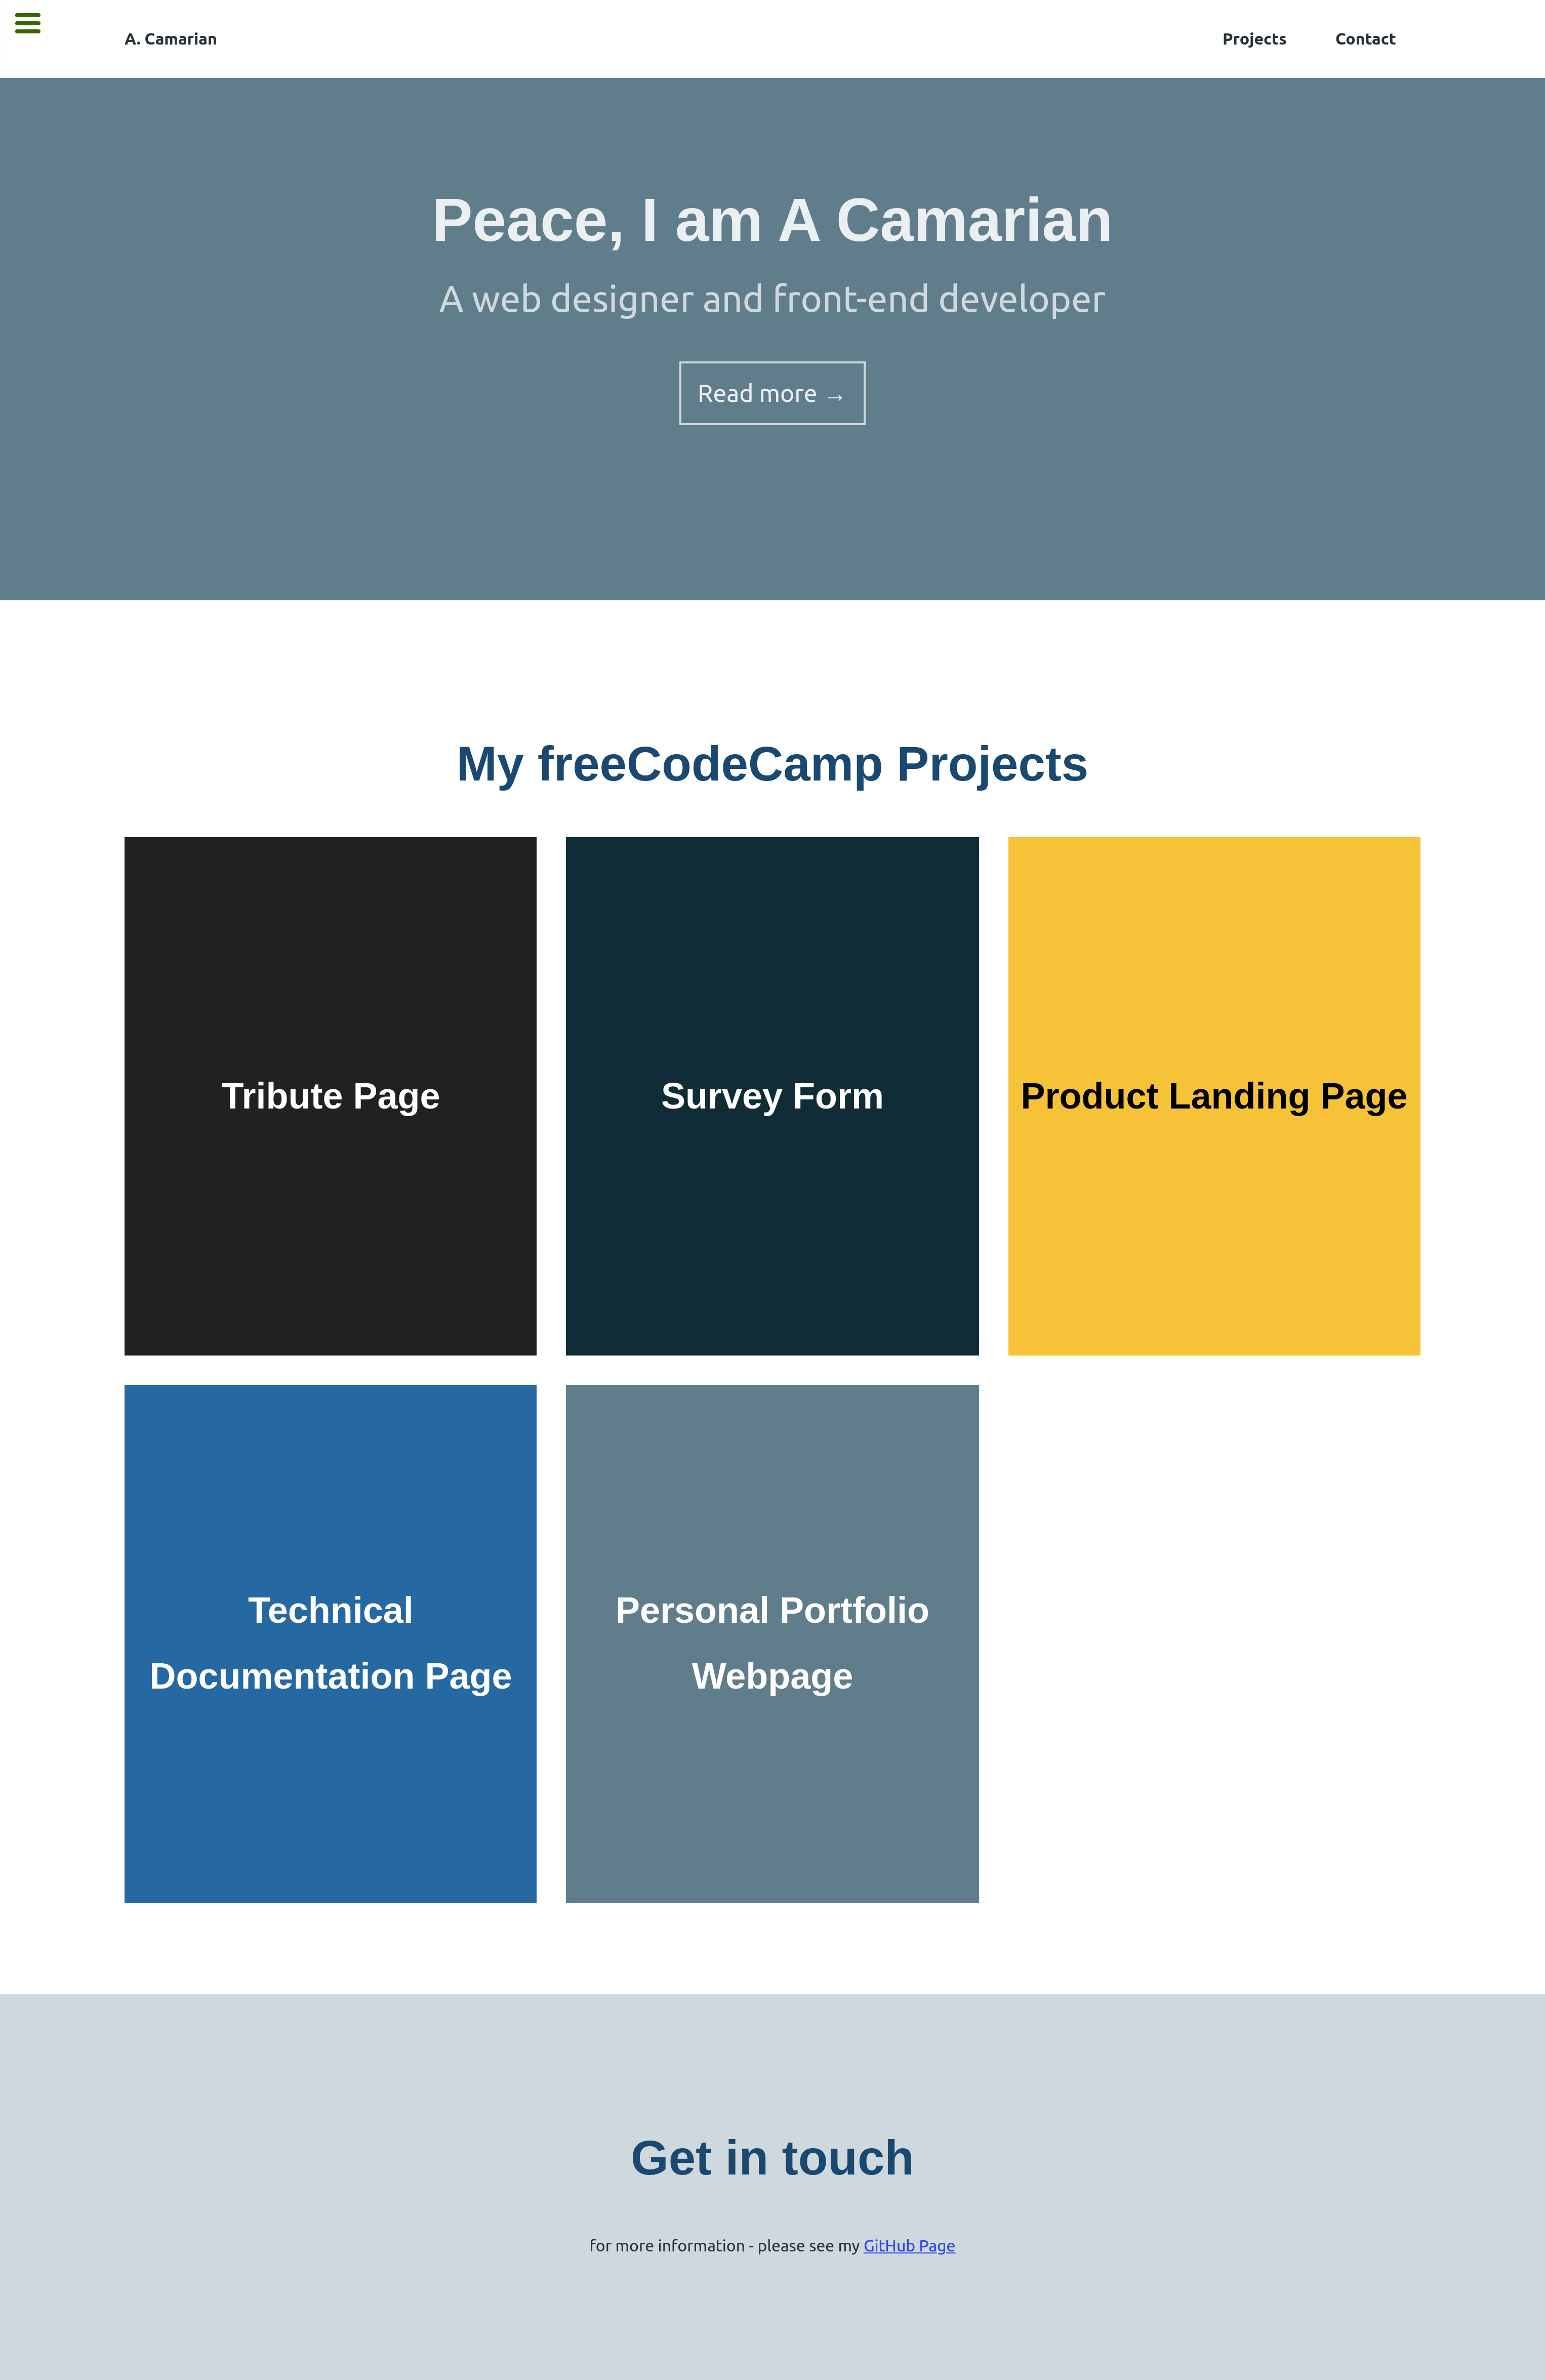 A. Camarian
Projects
Contact
Peace, I am A Camarian
A web designer and front-end developer
Read more →
My freeCodeCamp Projects
Tribute Page
Survey Form
Product Landing Page
Technical
Documentation Page
Personal Portfolio
Webpage
Get in touch
for more information - please see my GitHub Page